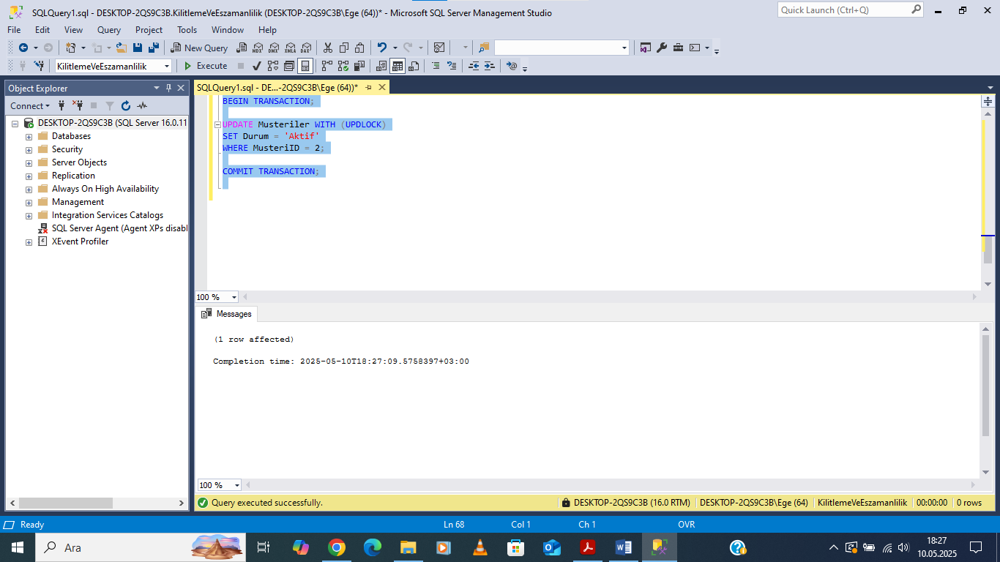 SQLQuery1.sql - DESKTOP-2QS9C3B.KilitlemeVeEszamanlilik (DESKTOP-2QS9C3B\Ege (64))* - Microsoft SQL Server Management Studio
Quick Launch (Ctrl+Q)
File Edit View Query Project Tools Window Help
New Query MDX DMX XMLA DAX
KilitlemeVeEszamanlilik Execute
Object Explorer
SQLQuery1.sql - DE...-2QS9C3B\Ege (64))*
Connect
DESKTOP-2QS9C3B (SQL Server 16.0.11
Databases
Security
Server Objects
Replication
Always On High Availability
Management
Integration Services Catalogs
SQL Server Agent (Agent XPs disabl
XEvent Profiler
BEGIN TRANSACTION;
UPDATE Musteriler WITH (UPDLOCK)
SET Durum = 'Aktif'
WHERE MusteriID = 2;
COMMIT TRANSACTION;
100 %
Messages
(1 row affected)
Completion time: 2025-05-10T18:27:09.5758397+03:00
100 %
Query executed successfully. DESKTOP-2QS9C3B (16.0 RTM) DESKTOP-2QS9C3B\Ege (64) KilitlemeVeEszamanlilik 00:00:00 0 rows
Ready Ln 68 Col 1 Ch 1 OVR
Ara
18:27
10.05.2025